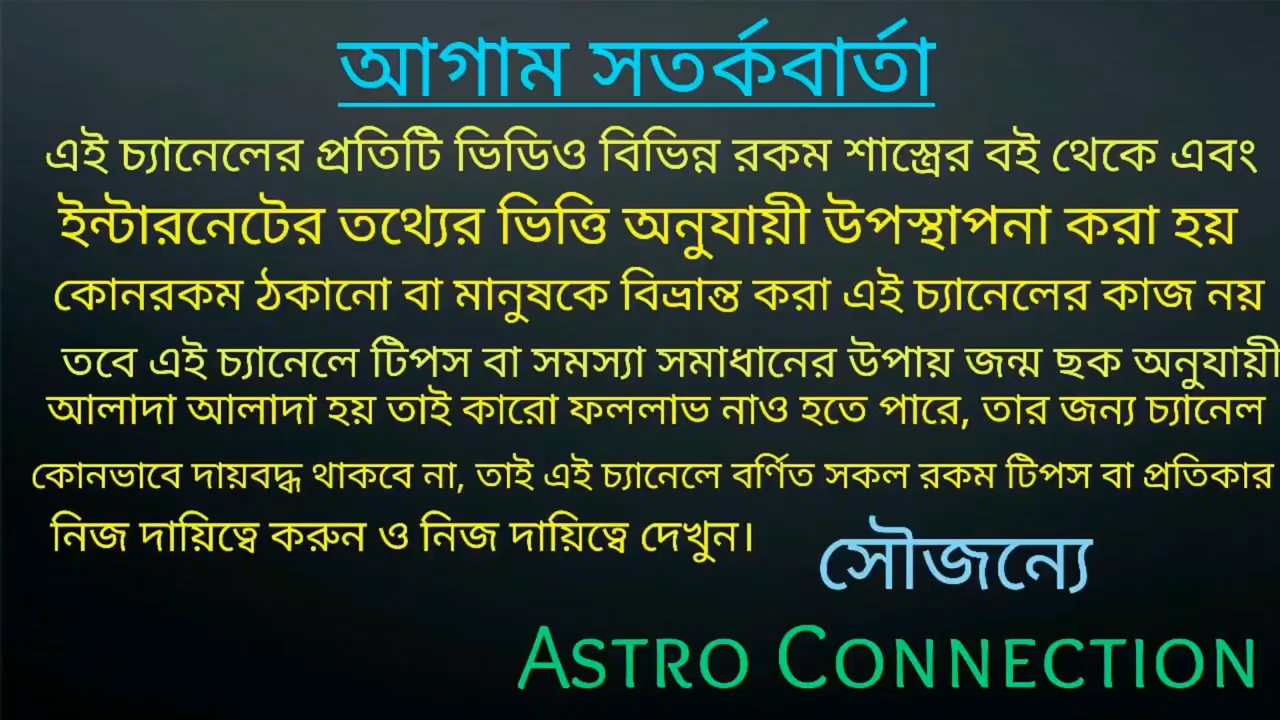 আগাম সতর্কবার্তা
এই চ্যানেলের প্রতিটি ভিডিও বিভিন্ন রকম শাস্ত্রের বই থেকে এবং
ইন্টারনেটের তথ্যের ভিত্তি অনুযায়ী উপস্থাপনা করা হয়
কোনরকম ঠকানো বা মানুষকে বিভ্রান্ত করা এই চ্যানেলের কাজ নয়
তবে এই চ্যানেলে টিপস বা সমস্যা সমাধানের উপায় জন্ম ছক অনুযায়ী
আলাদা আলাদা হয় তাই কারো ফললাভ নাও হতে পারে, তার জন্য চ্যানেল
কোনভাবে দায়বদ্ধ থাকবে না, তাই এই চ্যানেলে বর্ণিত সকল রকম টিপস বা প্রতিকার
নিজ দায়িত্বে করুন ও নিজ দায়িত্বে দেখুন।
সৌজন্যে
ASTRO CONNECTION